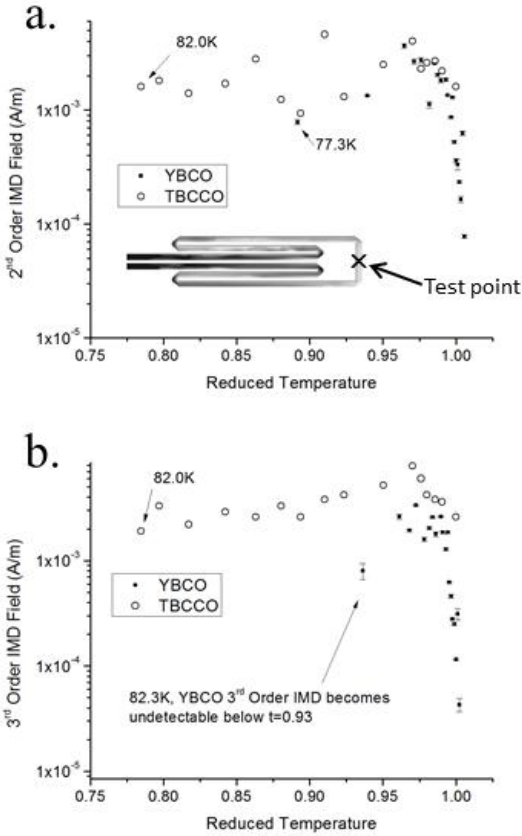 a.
82.0K
1x10⁻³
77.3K
YBCO
TBCCO
2ⁿᵈ Order IMD Field (A/m)
1x10⁻⁴
Test point
1x10⁻⁵
0.75 0.80 0.85 0.90 0.95 1.00
Reduced Temperature
b.
82.0K
1x10⁻³
YBCO
TBCCO
3ʳᵈ Order IMD Field (A/m)
1x10⁻⁴
82.3K, YBCO 3ʳᵈ Order IMD becomes
undetectable below t=0.93
1x10⁻⁵
0.75 0.80 0.85 0.90 0.95 1.00
Reduced Temperature